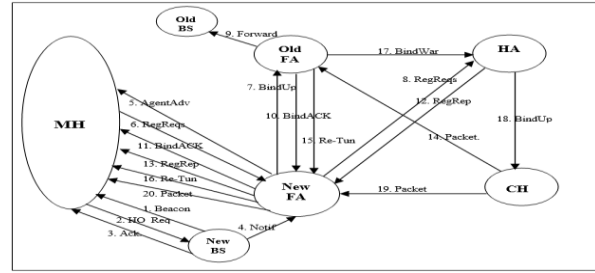 Old
BS
9. Forward
Old
FA
17. BindWar
HA
7. BindUp
8. RegReqs
5. AgentAdv
12. RegRep
10. BindACK
MH
6. RegReqs
18. BindUp
11. BindACK
15. Re-Tun
14. Packet.
13. RegRep
16. Re-Tun
New
FA
19. Packet
CH
20. Packet
1. Beacon
2. HO_Req
4. Notif
3. Ack.
New
BS